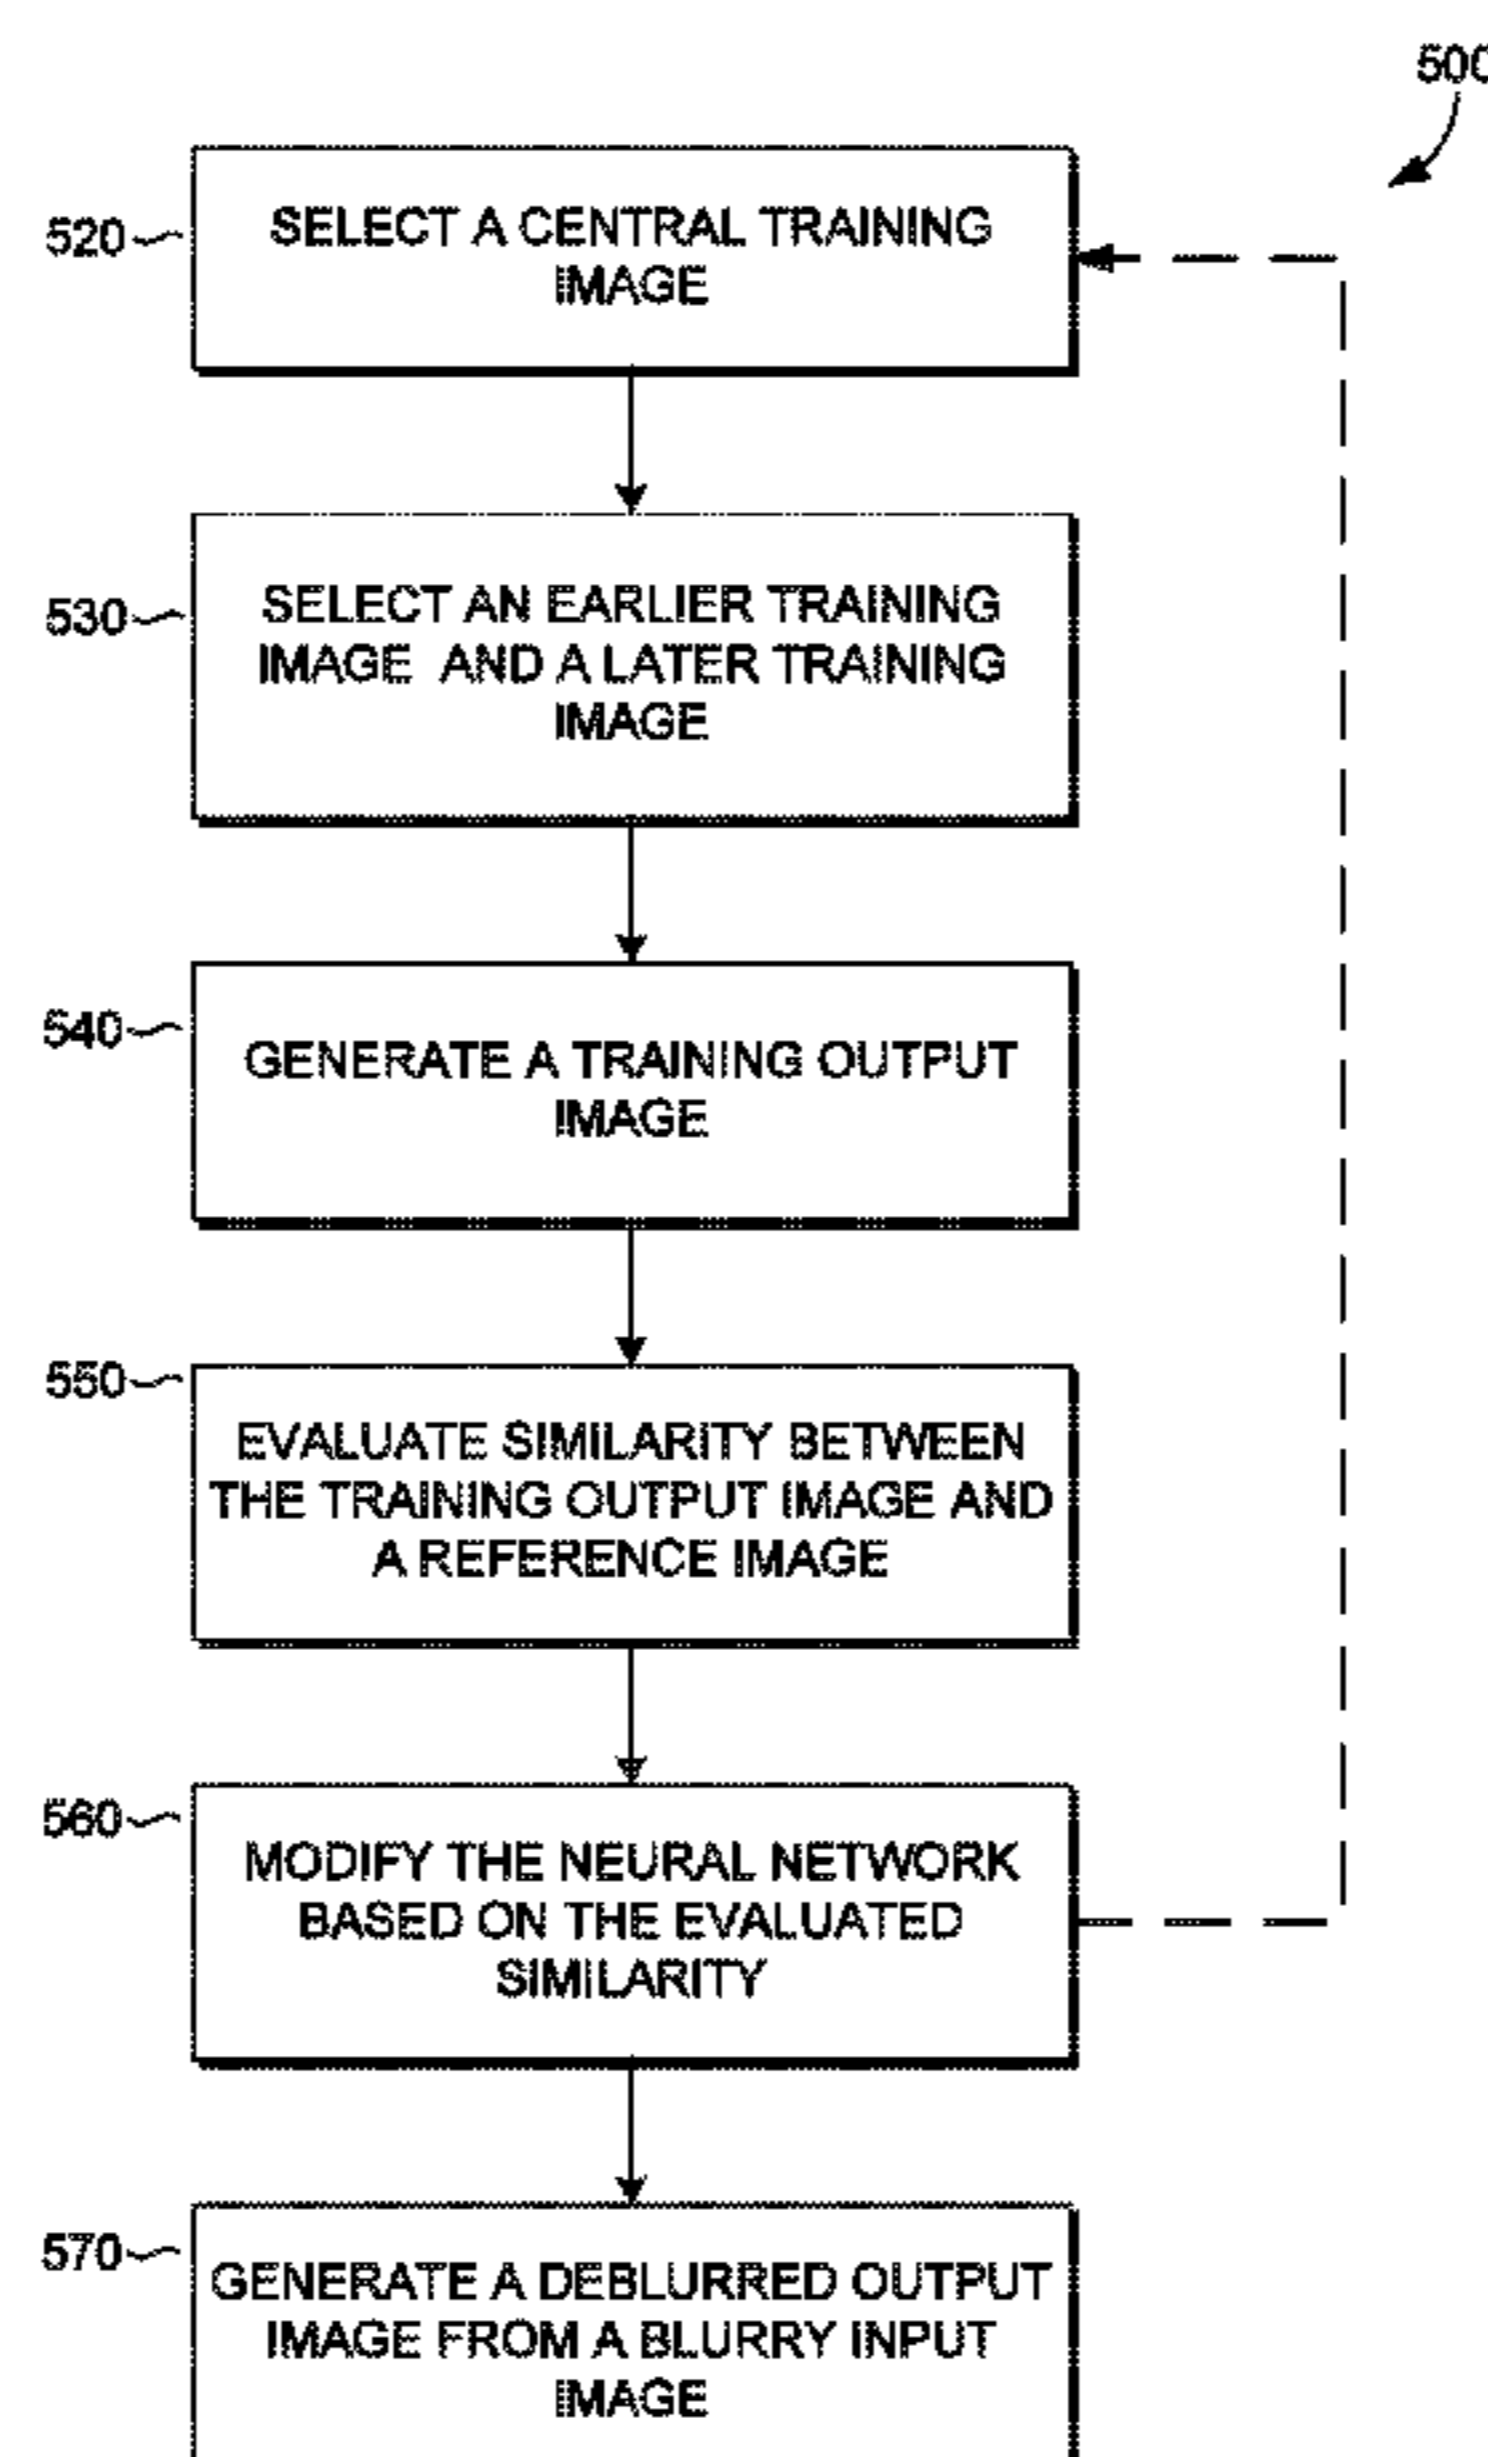 500
520
SELECT A CENTRAL TRAINING
IMAGE
530
SELECT AN EARLIER TRAINING
IMAGE AND A LATER TRAINING
IMAGE
540
GENERATE A TRAINING OUTPUT
IMAGE
550
EVALUATE SIMILARITY BETWEEN
THE TRAINING OUTPUT IMAGE AND
A REFERENCE IMAGE
560
MODIFY THE NEURAL NETWORK
BASED ON THE EVALUATED
SIMILARITY
570
GENERATE A DEBLURRED OUTPUT
IMAGE FROM A BLURRY INPUT
IMAGE